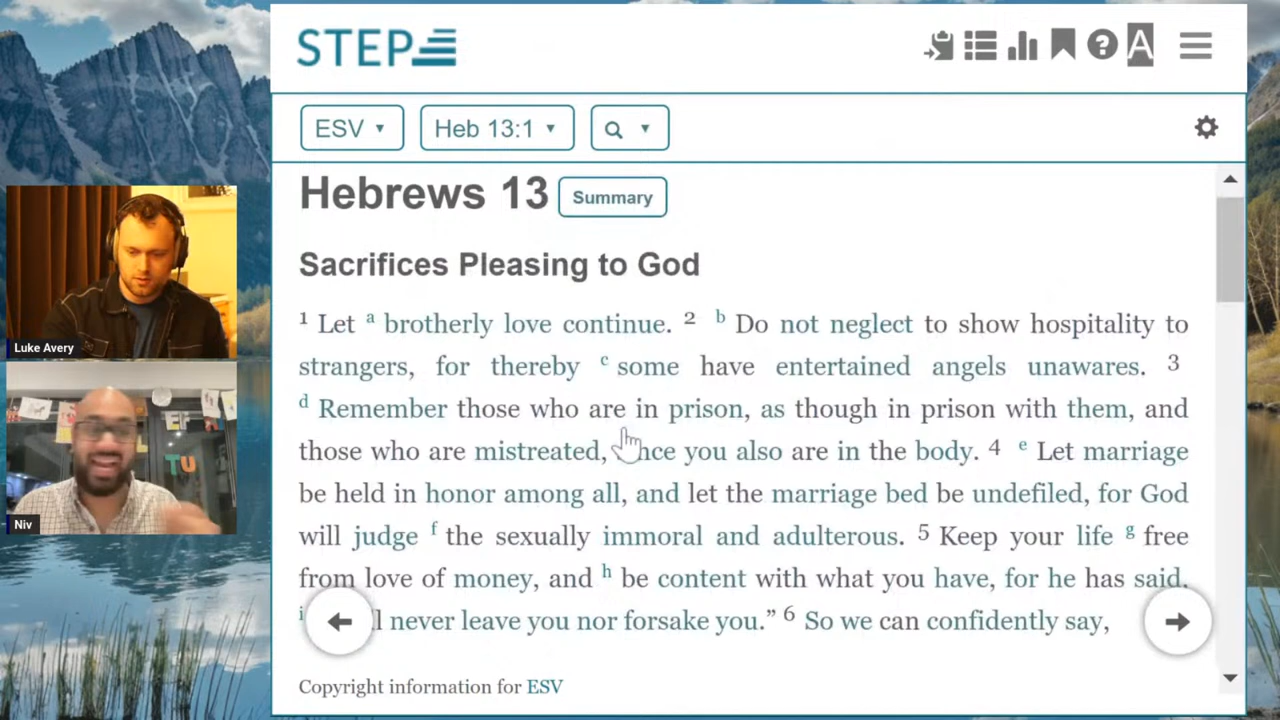 STEP
A
ESV
Heb 13:1
Hebrews 13 Summary
Sacrifices Pleasing to God
1 Let a brotherly love continue. 2 b Do not neglect to show hospitality to
strangers, for thereby c some have entertained angels unawares. 3
d Remember those who are in prison, as though in prison with them, and
those who are mistreated, nce you also are in the body. 4 e Let marriage
be held in honor among all, and let the marriage bed be undefiled, for God
will judge f the sexually immoral and adulterous. 5 Keep your life g free
from love of money, and h be content with what you have, for he has said,
i l never leave you nor forsake you.” 6 So we can confidently say,
Copyright information for ESV
Luke Avery
TU
Niv